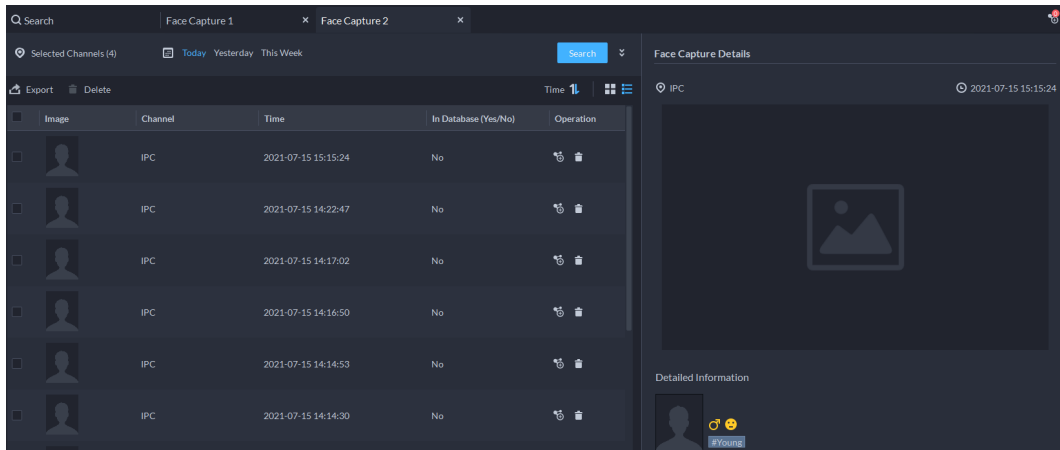 Search
Face Capture 1
Face Capture 2
Selected Channels (4)
Today Yesterday This Week
Search
Export
Delete
Time
Image Channel Time In Database (Yes/No) Operation
IPC 2021-07-15 15:15:24 No
IPC 2021-07-15 14:22:47 No
IPC 2021-07-15 14:17:02 No
IPC 2021-07-15 14:16:50 No
IPC 2021-07-15 14:14:53 No
IPC 2021-07-15 14:14:30 No
Face Capture Details
IPC 2021-07-15 15:15:24
Detailed Information
#Young